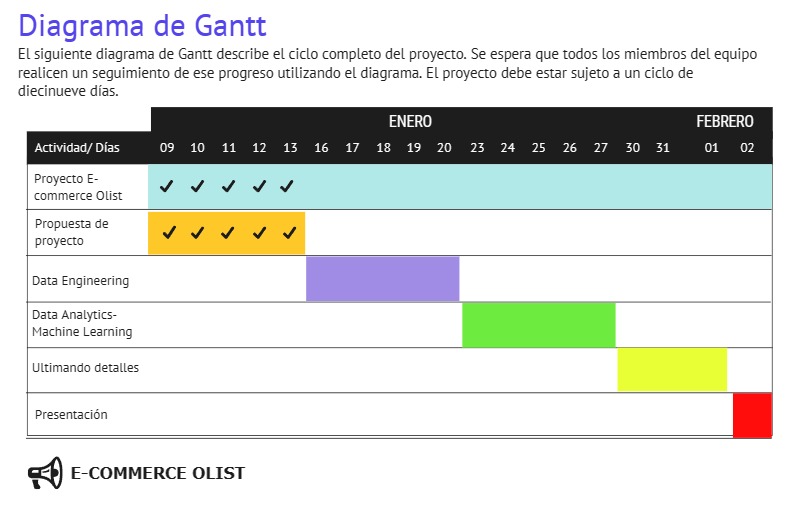 Diagrama de Gantt
El siguiente diagrama de Gantt describe el ciclo completo del proyecto. Se espera que todos los miembros del equipo
realicen un seguimiento de ese progreso utilizando el diagrama. El proyecto debe estar sujeto a un ciclo de
diecinueve días.
ENERO FEBRERO
Actividad/ Días 09 10 11 12 13 16 17 18 19 20 23 24 25 26 27 30 31 01 02
Proyecto E-
commerce Olist
Propuesta de
proyecto
Data Engineering
Data Analytics-
Machine Learning
Ultimando detalles
Presentación
E-COMMERCE OLIST